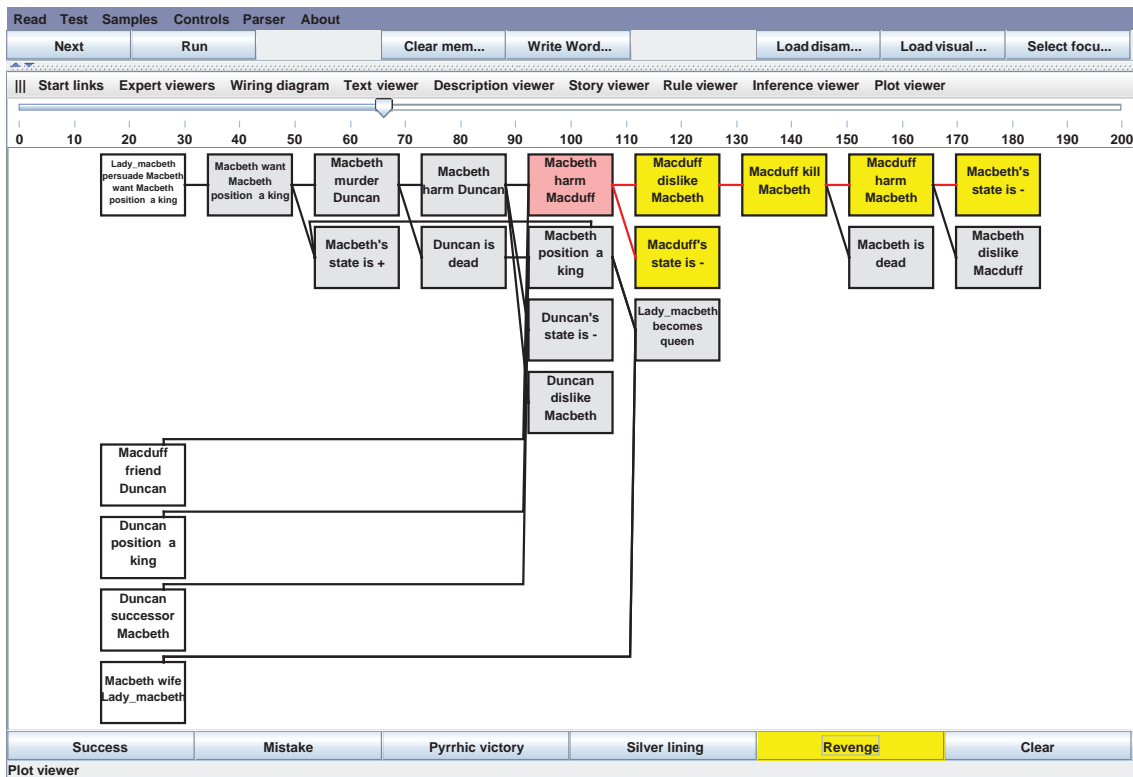 Read Test Samples Controls Parser About
Next Run Clear mem... Write Word... Load disam... Load visual ... Select focu...
||| Start links Expert viewers Wiring diagram Text viewer Description viewer Story viewer Rule viewer Inference viewer Plot viewer
0 10 20 30 40 50 60 70 80 90 100 110 120 130 140 150 160 170 180 190 200
Lady_macbeth
persuade Macbeth
want Macbeth
position a king
Macbeth want
Macbeth
position a king
Macbeth
murder
Duncan
Macbeth
harm Duncan
Macbeth
harm
Macduff
Macduff
dislike
Macbeth
Macduff kill
Macbeth
Macduff
harm
Macbeth
Macbeth's
state is -
Macbeth's
state is +
Duncan is
dead
Macbeth
position a
king
Macduff's
state is -
Macbeth is
dead
Macbeth
dislike
Macduff
Duncan's
state is -
Lady_macbeth
becomes
queen
Duncan
dislike
Macbeth
Macduff
friend
Duncan
Duncan
position a
king
Duncan
successor
Macbeth
Macbeth wife
Lady_macbeth
Success Mistake Pyrrhic victory Silver lining Revenge Clear
Plot viewer